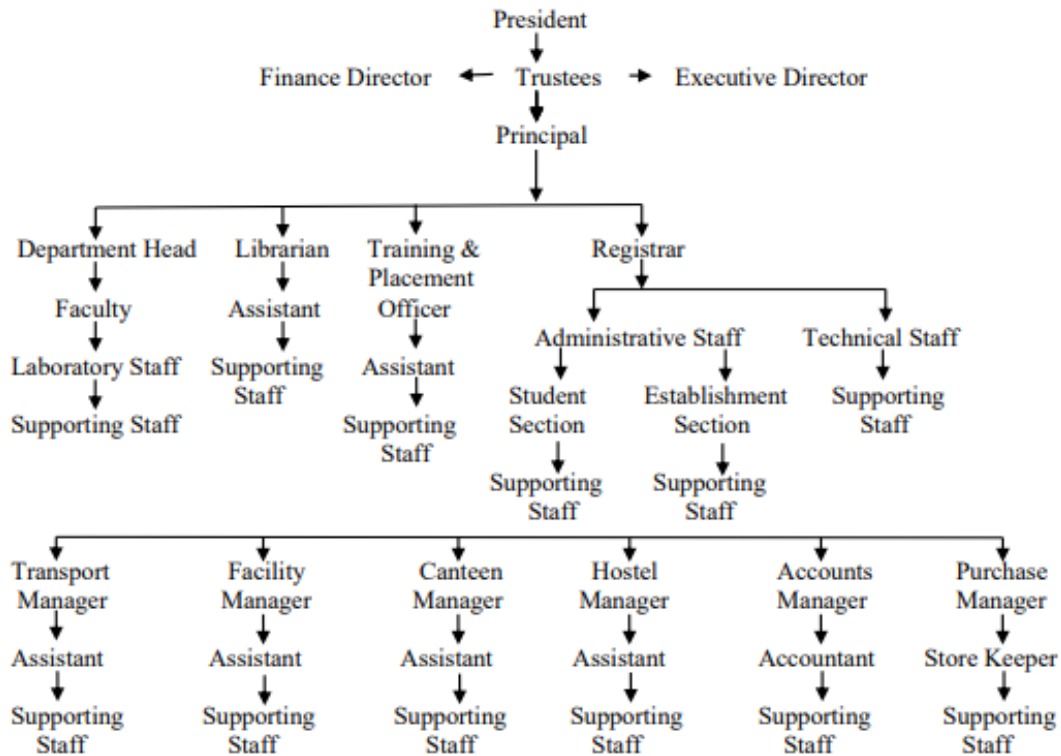 President
Finance Director Trustees Executive Director
Principal
Department Head Librarian Training & Registrar
Placement
Faculty Assistant Officer
Administrative Staff Technical Staff
Laboratory Staff Supporting Assistant
Staff Student Establishment Supporting
Supporting Staff Supporting Section Section Staff
Staff
Supporting Supporting
Staff Staff
Transport Facility Canteen Hostel Accounts Purchase
Manager Manager Manager Manager Manager Manager
Assistant Assistant Assistant Assistant Accountant Store Keeper
Supporting Supporting Supporting Supporting Supporting Supporting
Staff Staff Staff Staff Staff Staff